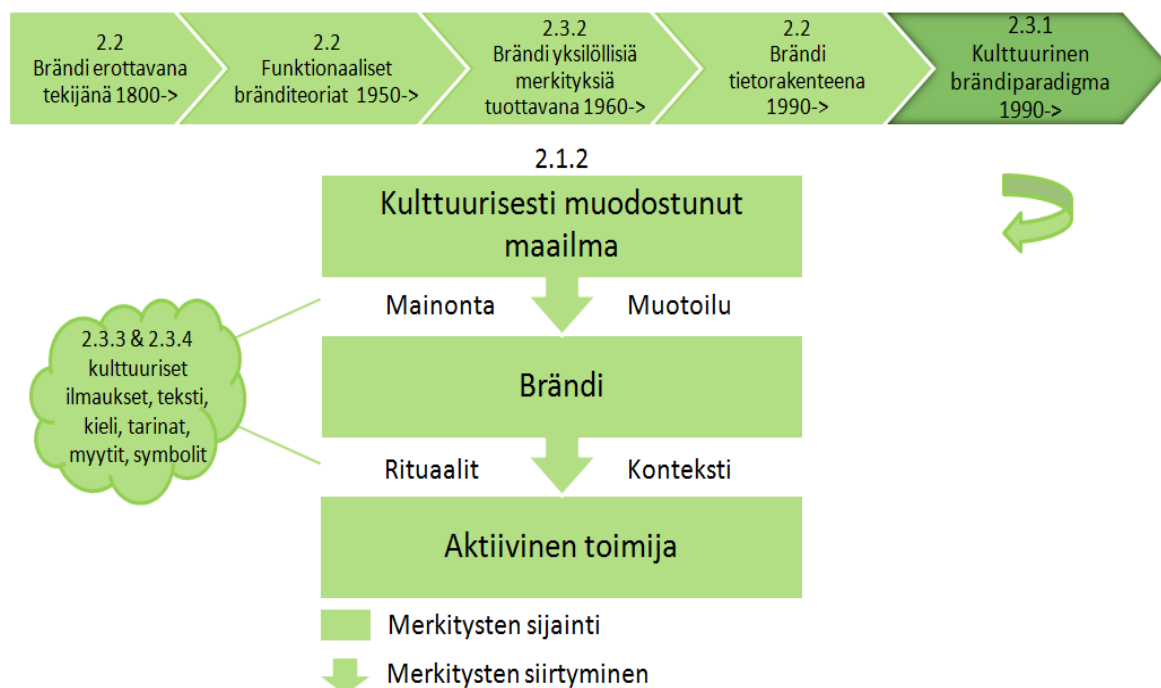 2.2
Brändi erottavana
tekijänä 1800->
2.2
Funktionaaliset
bränditeoriat 1950->
2.3.2
Brändi yksilöllisiä
merkityksiä
tuottavana 1960->
2.2
Brändi
tietorakenteena
1990->
2.3.1
Kulttuurinen
brändiparadigma
1990->
2.1.2
Kulttuurisesti muodostunut
maailma
Mainonta
Muotoilu
2.3.3 & 2.3.4
kulttuuriset
ilmaukset, teksti,
kieli, tarinat,
myytit, symbolit
Brändi
Rituaalit
Konteksti
Aktiivinen toimija
Merkitysten sijainti
Merkitysten siirtyminen